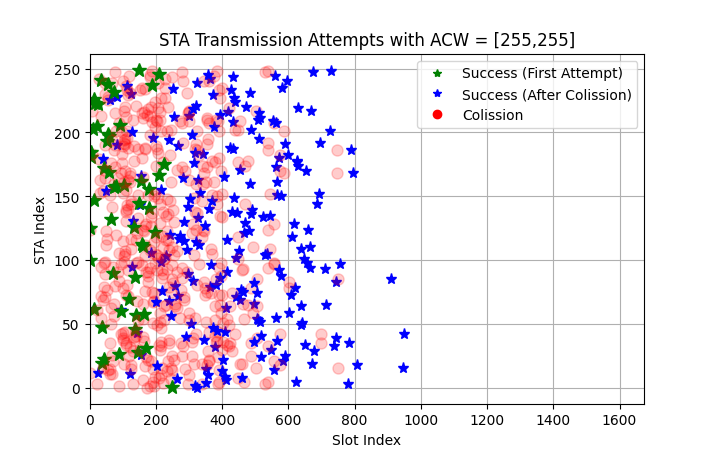 STA Transmission Attempts with ACW = [255,255]
Success (First Attempt)
Success (After Colission)
Colission
STA Index
250
200
150
100
50
0
0 200 400 600 800 1000 1200 1400 1600
Slot Index